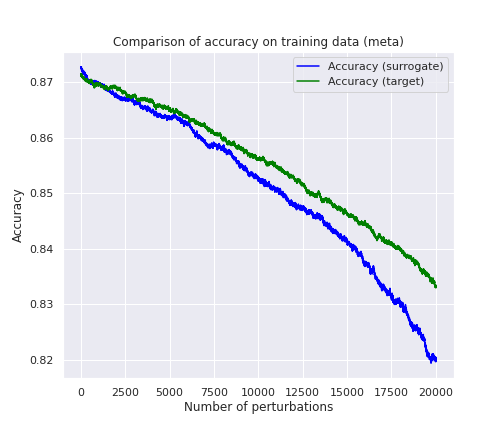 Comparison of accuracy on training data (meta)
Accuracy (surrogate)
Accuracy (target)
0.87
0.86
0.85
0.84
0.83
0.82
Accuracy
0 2500 5000 7500 10000 12500 15000 17500 20000
Number of perturbations